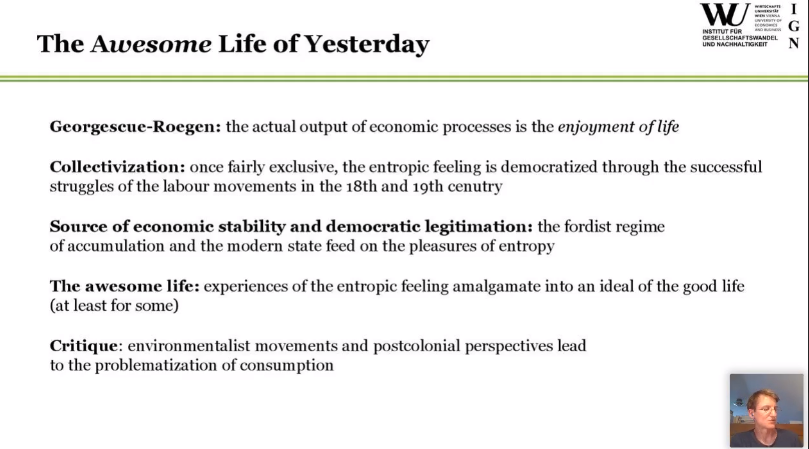 The Awesome Life of Yesterday
WU
WIRTSCHAFTS
UNIVERSITÄT
WIEN VIENNA
UNIVERSITY OF
ECONOMICS
AND BUSINESS
INSTITUT FÜR
GESELLSCHAFTSWANDEL
UND NACHHALTIGKEIT
I
G
N
Georgescue-Roegen: the actual output of economic processes is the enjoyment of life
Collectivization: once fairly exclusive, the entropic feeling is democratized through the successful
struggles of the labour movements in the 18th and 19th cenutry
Source of economic stability and democratic legitimation: the fordist regime
of accumulation and the modern state feed on the pleasures of entropy
The awesome life: experiences of the entropic feeling amalgamate into an ideal of the good life
(at least for some)
Critique: environmentalist movements and postcolonial perspectives lead
to the problematization of consumption